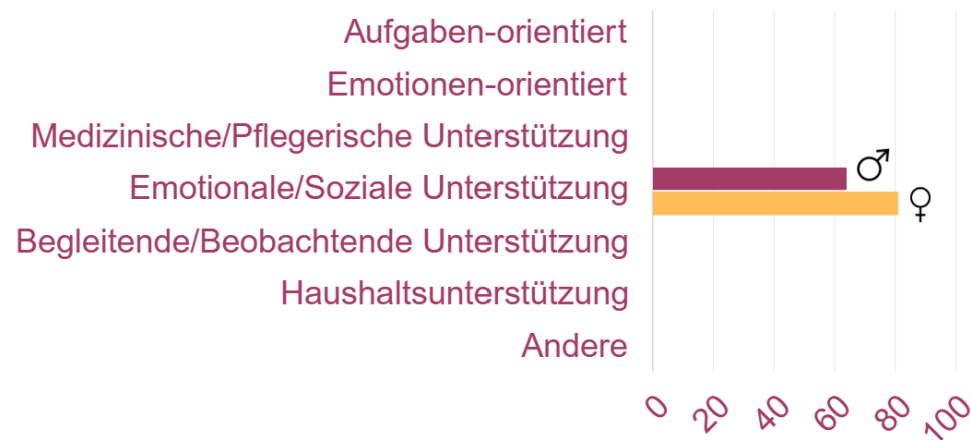 Aufgaben-orientiert
Emotionen-orientiert
Medizinische/Pflegerische Unterstützung
Emotionale/Soziale Unterstützung
♂
♀
Begleitende/Beobachtende Unterstützung
Haushaltsunterstützung
Andere
0 20 40 60 80 100